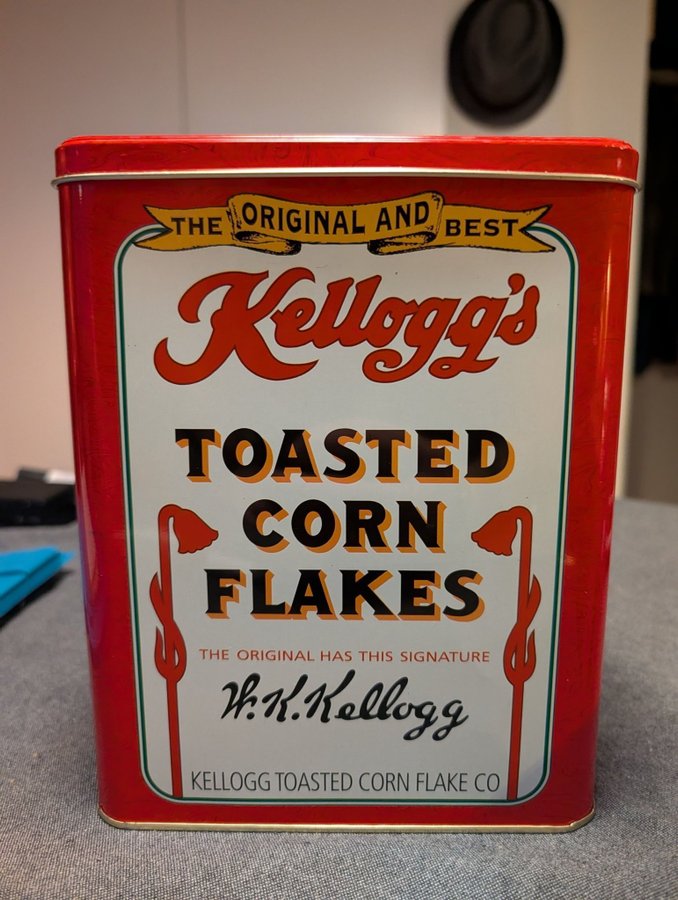 THE ORIGINAL AND BEST
Kellogg's
TOASTED
CORN
FLAKES
THE ORIGINAL HAS THIS SIGNATURE
W.K.Kellogg
KELLOGG TOASTED CORN FLAKE CO